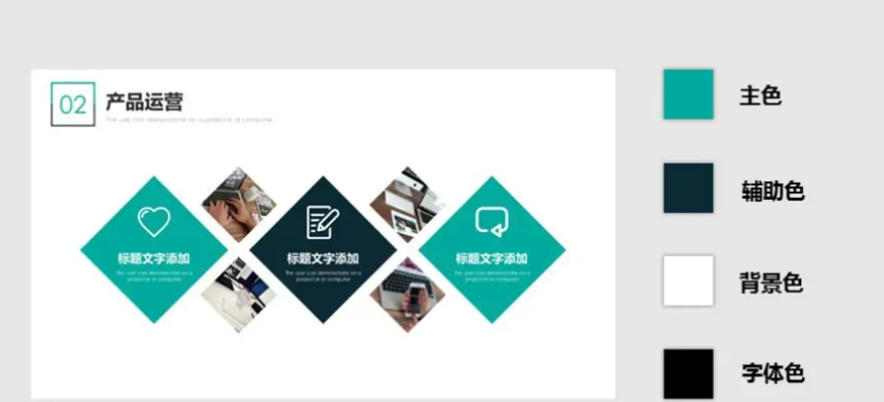 02
产品运营
The user can demonstrate on a projector or computer
标题文字添加
The user can demonstrate on a
projector or computer
标题文字添加
The user can demonstrate on a
projector or computer
标题文字添加
The user can demonstrate on a
projector or computer
主色
辅助色
背景色
字体色